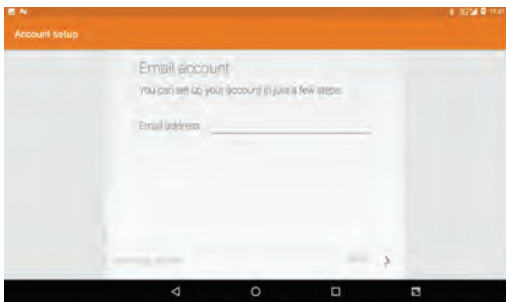 Account setup
Email account
You can set up your account in just a few steps.
Email address